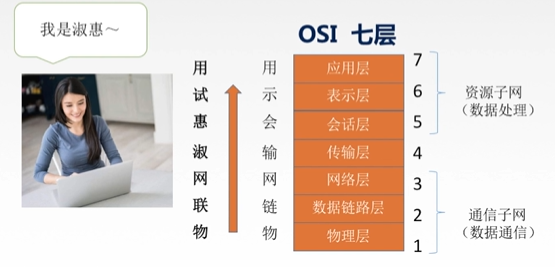 我是淑惠～
OSI 七层
用 用 应用层 7
试 示 表示层 6
惠 会 会话层 5
淑 输 传输层 4
网 网 网络层 3
联 链 数据链路层 2
物 物 物理层 1
资源子网
（数据处理）
通信子网
（数据通信）